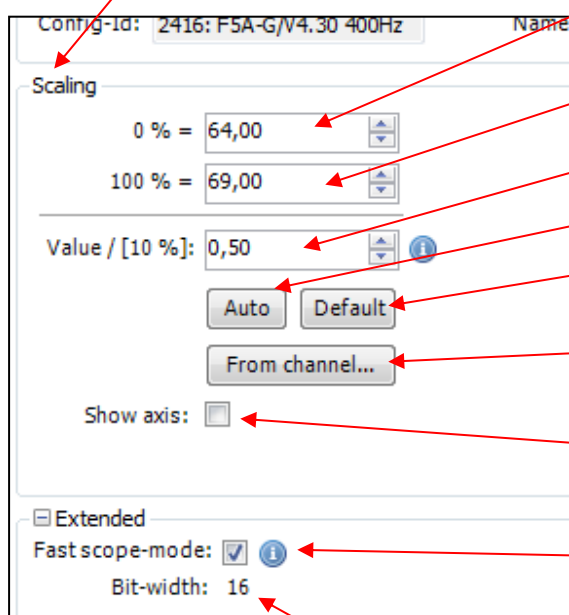 Config-Id: 2416: F5A-G/V4.30 400Hz Name
Scaling
0 % = 64,00
100 % = 69,00
Value / [10 %]: 0,50
Auto Default
From channel...
Show axis:
Extended
Fast scope-mode:
Bit-width: 16